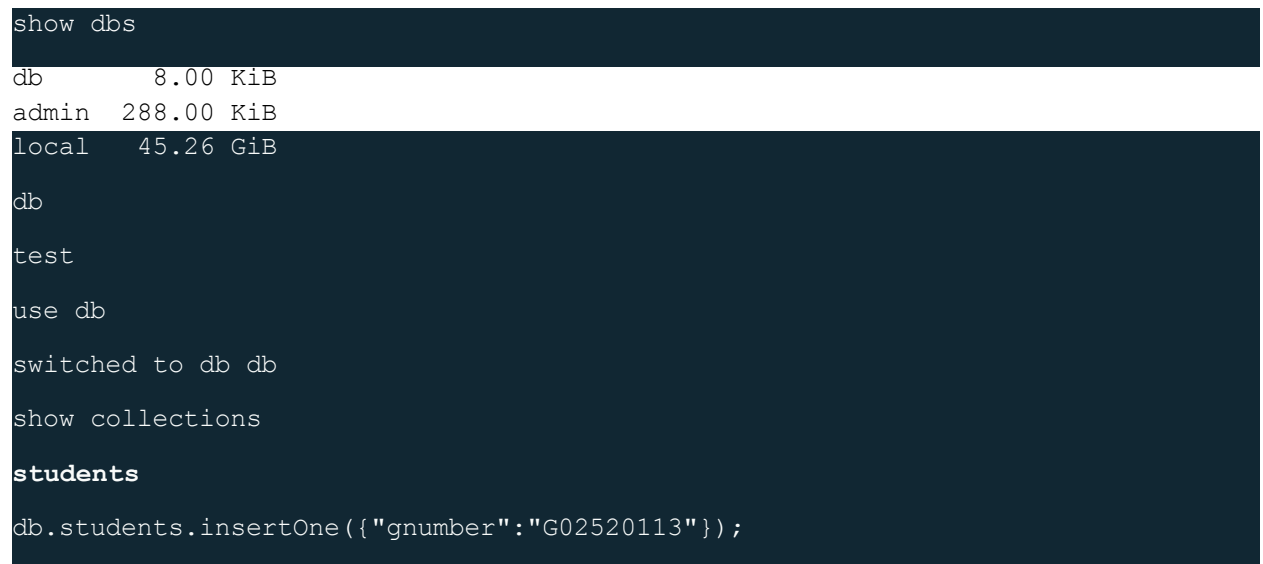 show dbs
db       8.00 KiB
admin  288.00 KiB
local   45.26 GiB
db
test
use db
switched to db db
show collections
students
db.students.insertOne({"gnumber":"G02520113"});